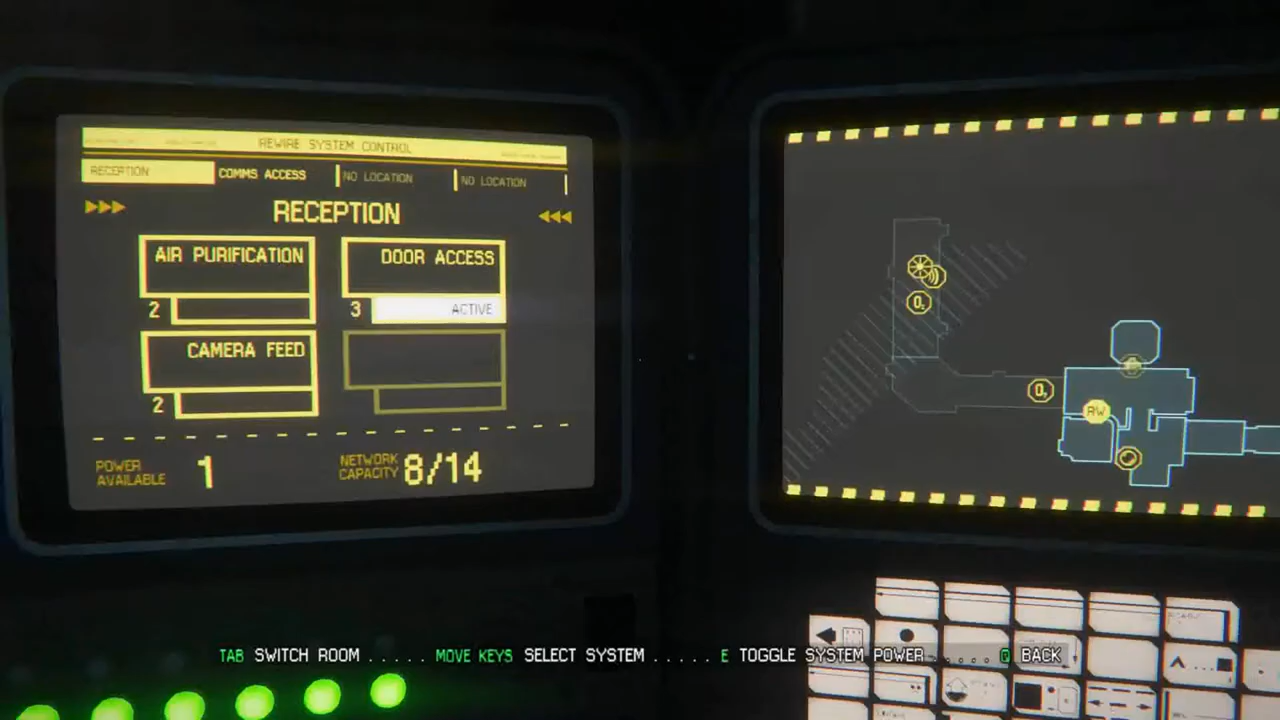 REWIRE SYSTEM CONTROL
RECEPTION COMMS ACCESS NO LOCATION NO LOCATION
RECEPTION
AIR PURIFICATION DOOR ACCESS
2 3 ACTIVE
CAMERA FEED
2
POWER AVAILABLE 1 NETWORK CAPACITY 8/14
O₂
O₂
RW
TAB SWITCH ROOM ..... MOVE KEYS SELECT SYSTEM ..... E TOGGLE SYSTEM POWER ..... Q BACK